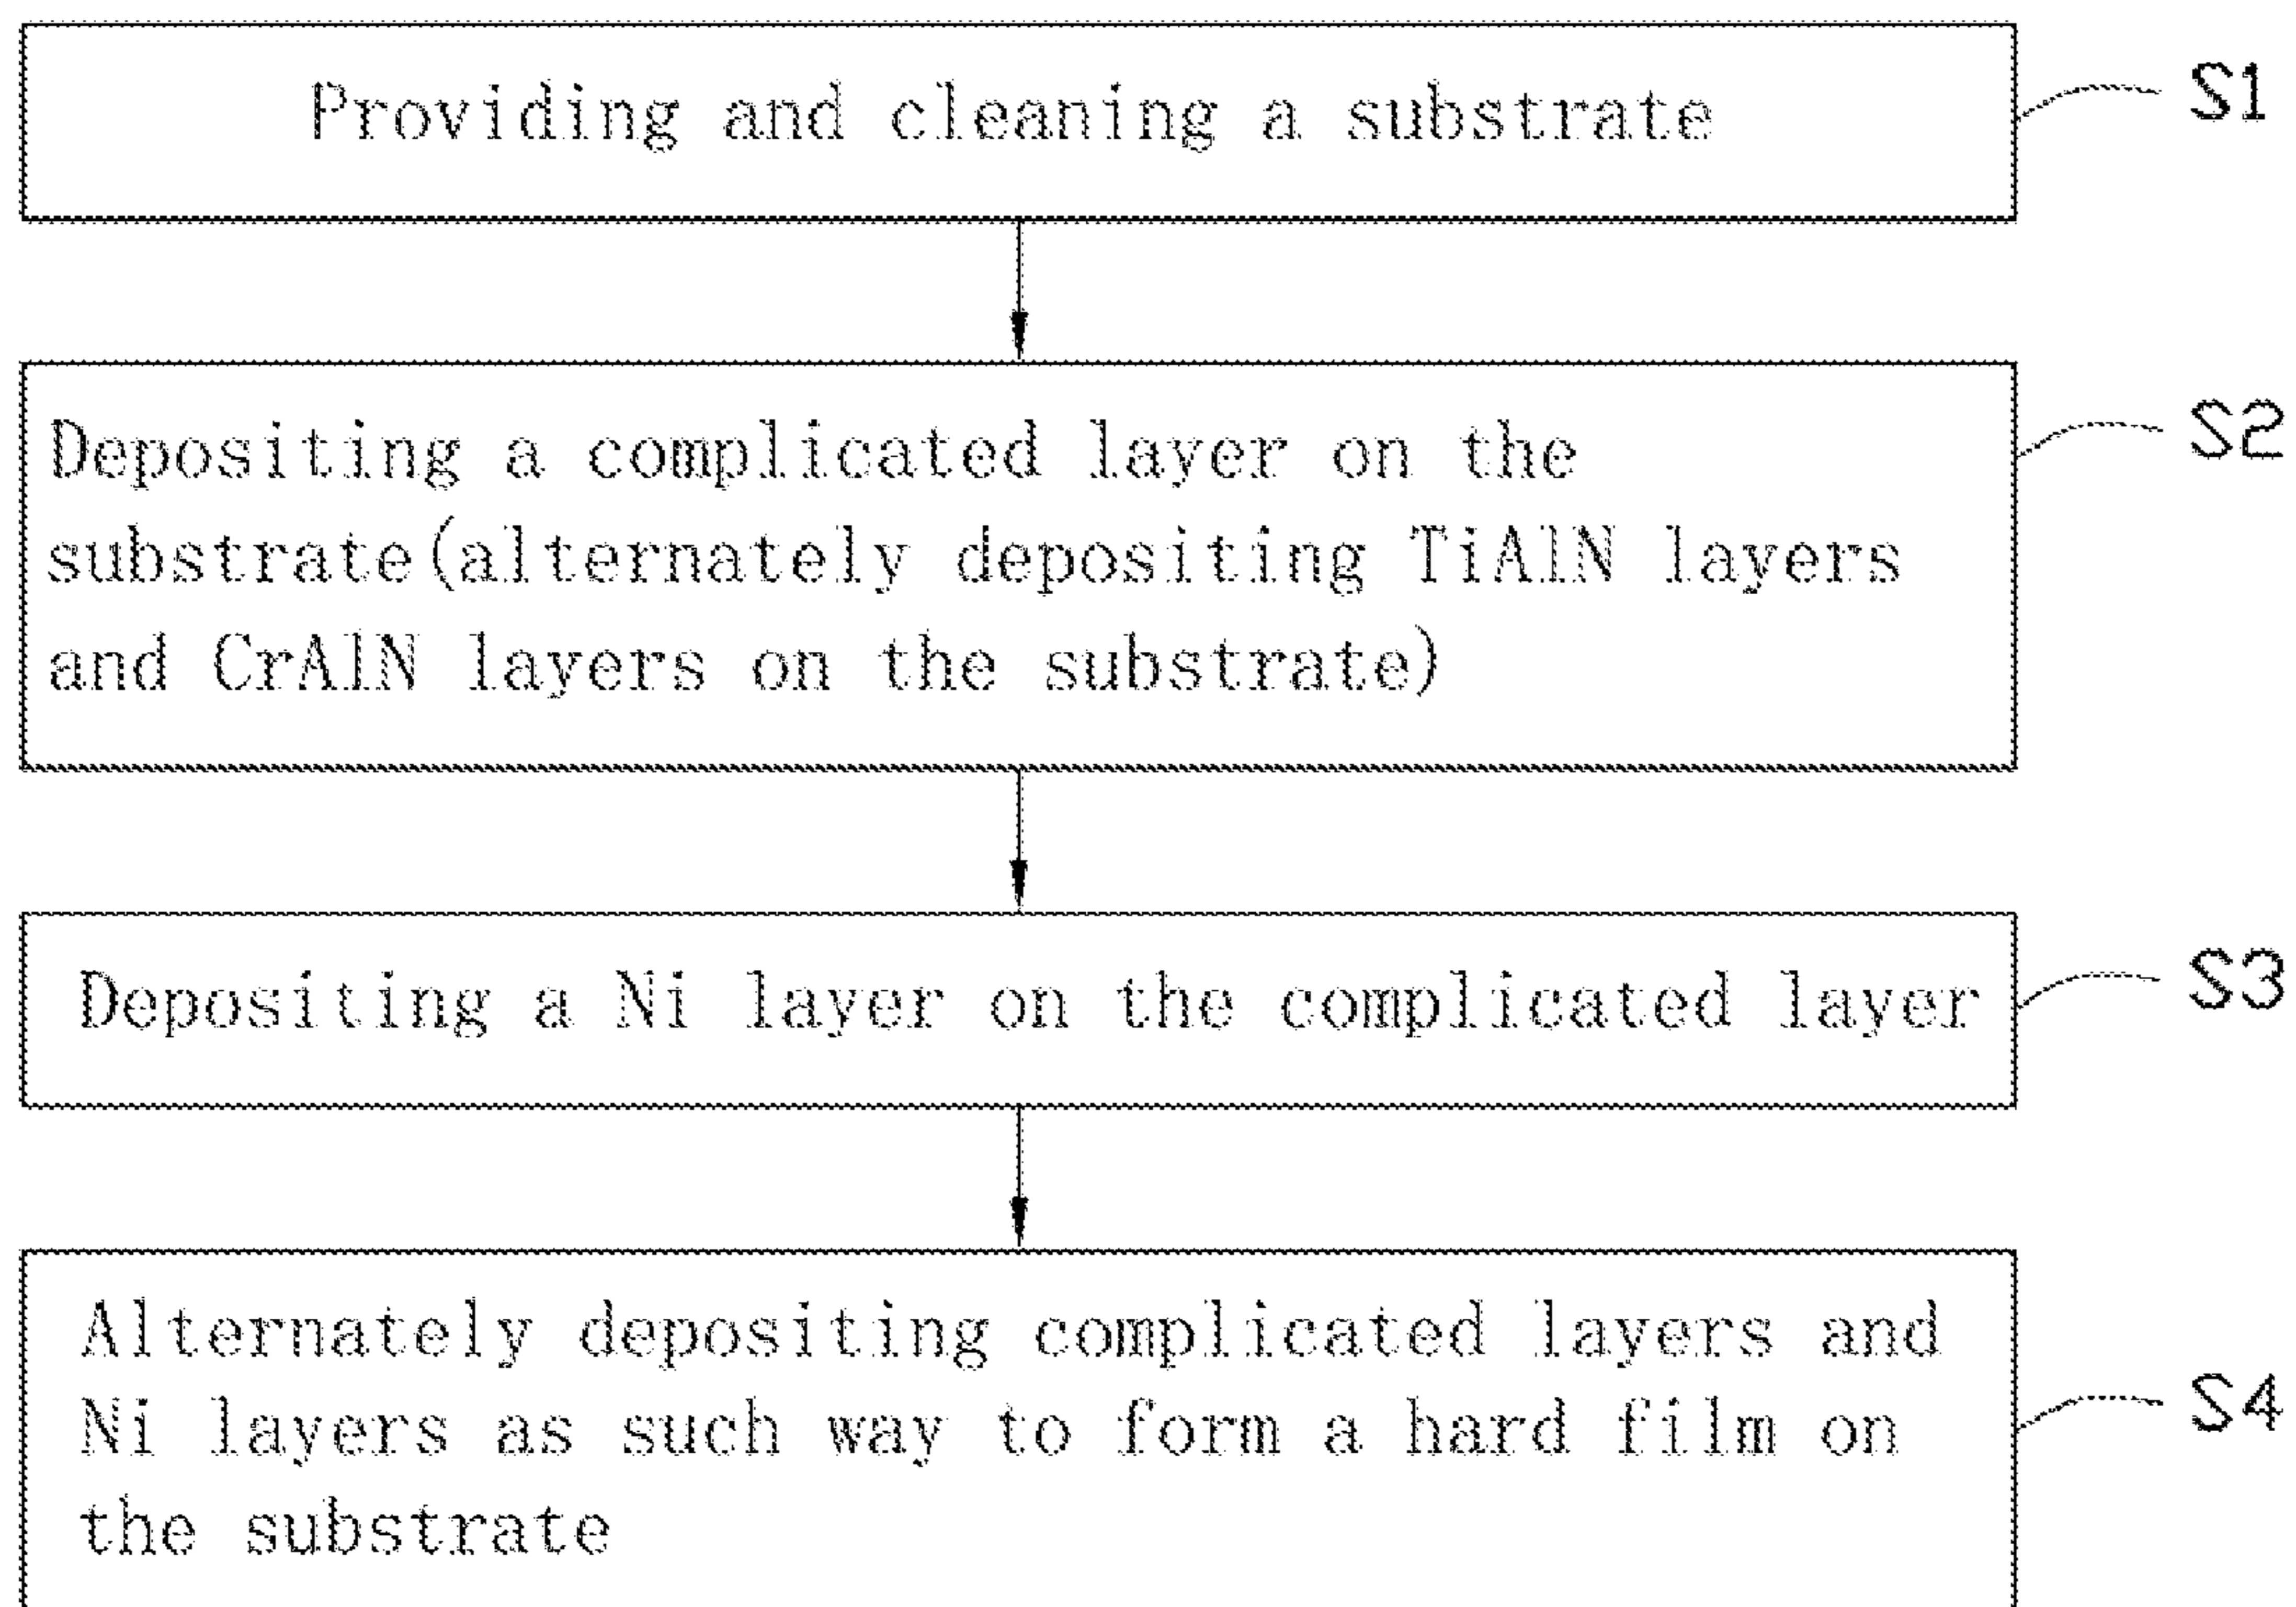 Providing and cleaning a substrate
S1
Depositing a complicated layer on the
substrate(alternately depositing TiAlN layers
and CrAlN layers on the substrate)
S2
Depositing a Ni layer on the complicated layer
S3
Alternately depositing complicated layers and
Ni layers as such way to form a hard film on
the substrate
S4